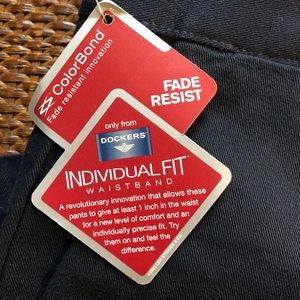 ColorBond
Fade resistant innovation
FADE
RESIST
only from
DOCKERS
INDIVIDUAL FIT
WAISTBAND
A revolutionary innovation that allows these
pants to give at least 1 inch in the waist
for a new level of comfort and an
individually precise fit. Try
them on and feel the
difference.